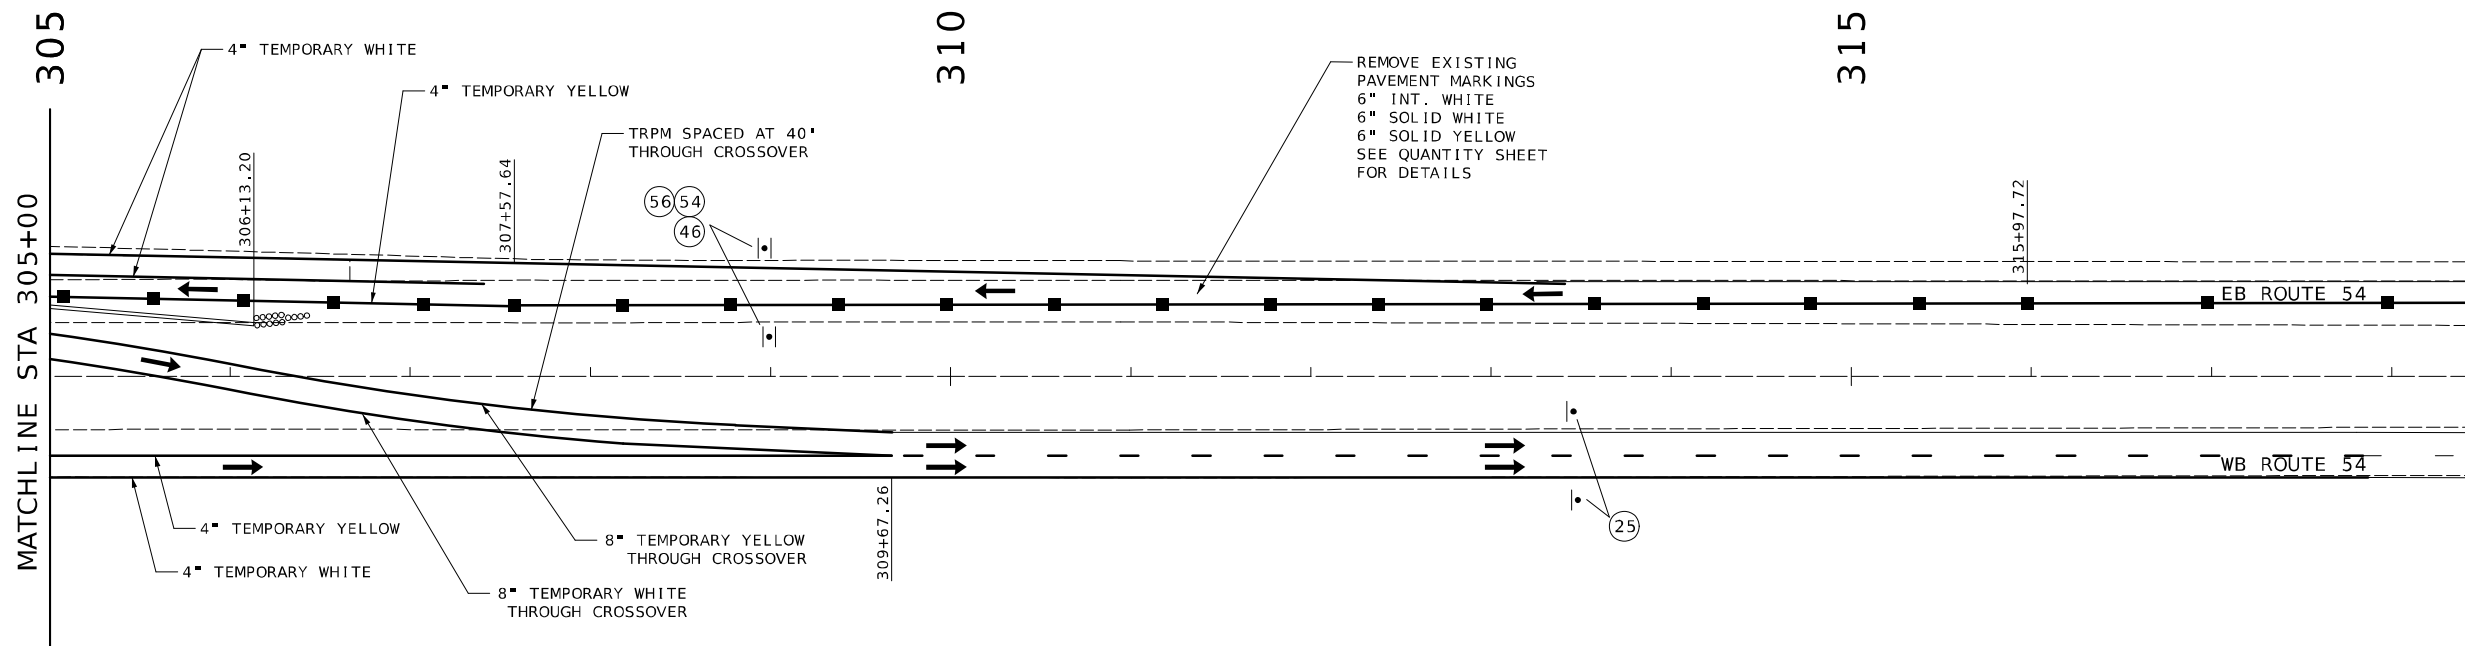 305
310
315
4" TEMPORARY WHITE
4" TEMPORARY YELLOW
TRPM SPACED AT 40'
THROUGH CROSSOVER
REMOVE EXISTING
PAVEMENT MARKINGS
6" INT. WHITE
6" SOLID WHITE
6" SOLID YELLOW
SEE QUANTITY SHEET
FOR DETAILS
306+13.20
307+57.64
56 54
46
315+97.72
MATCHLINE STA 305+00
EB ROUTE 54
WB ROUTE 54
309+67.26
25
4" TEMPORARY YELLOW
4" TEMPORARY WHITE
8" TEMPORARY YELLOW
THROUGH CROSSOVER
8" TEMPORARY WHITE
THROUGH CROSSOVER